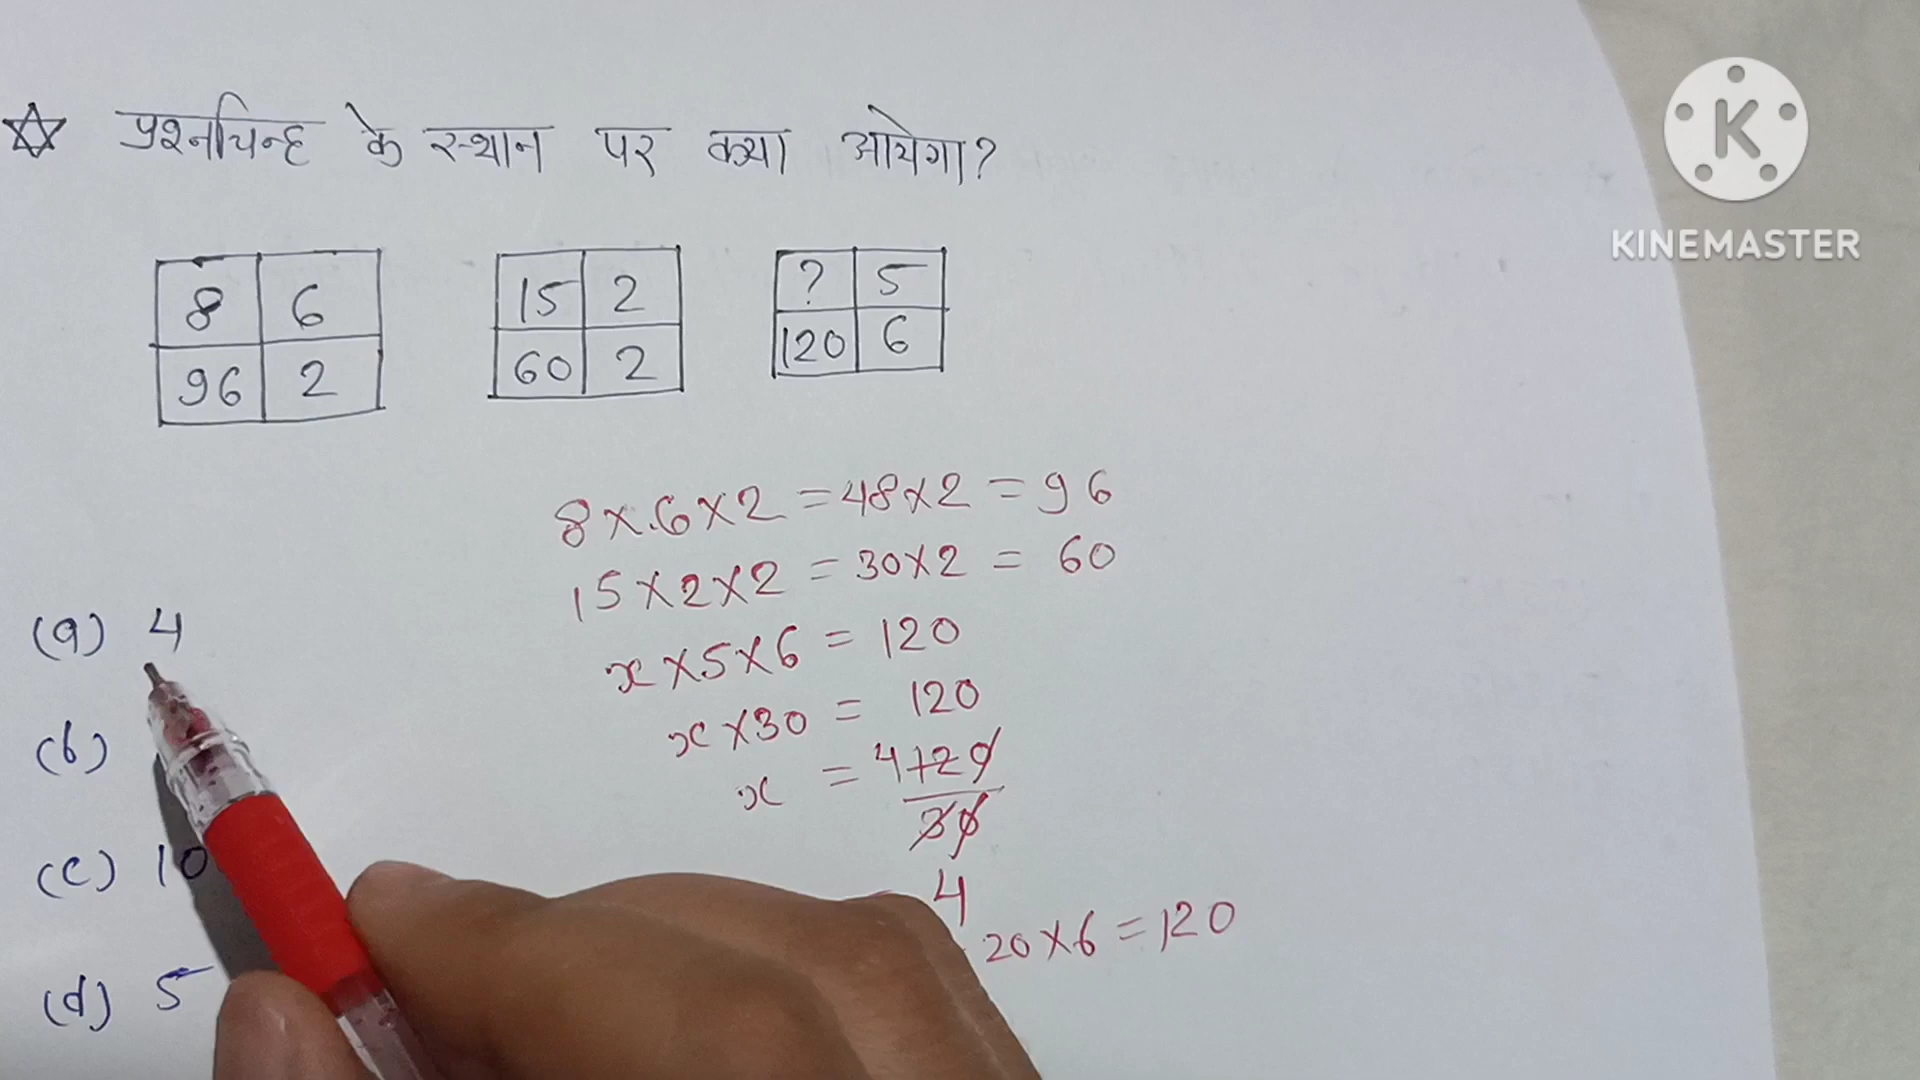 ☆ प्रश्नचिन्ह के स्थान पर क्या आयेगा?
K
KINEMASTER
8 6
96 2
15 2
60 2
? 5
120 6
8×6×2 = 48×2 = 96
15×2×2 = 30×2 = 60
x×5×6 = 120
x×30 = 120
x = 4 120
30
4
20×6 = 120
(a) 4
(b)
(c) 10
(d) 5